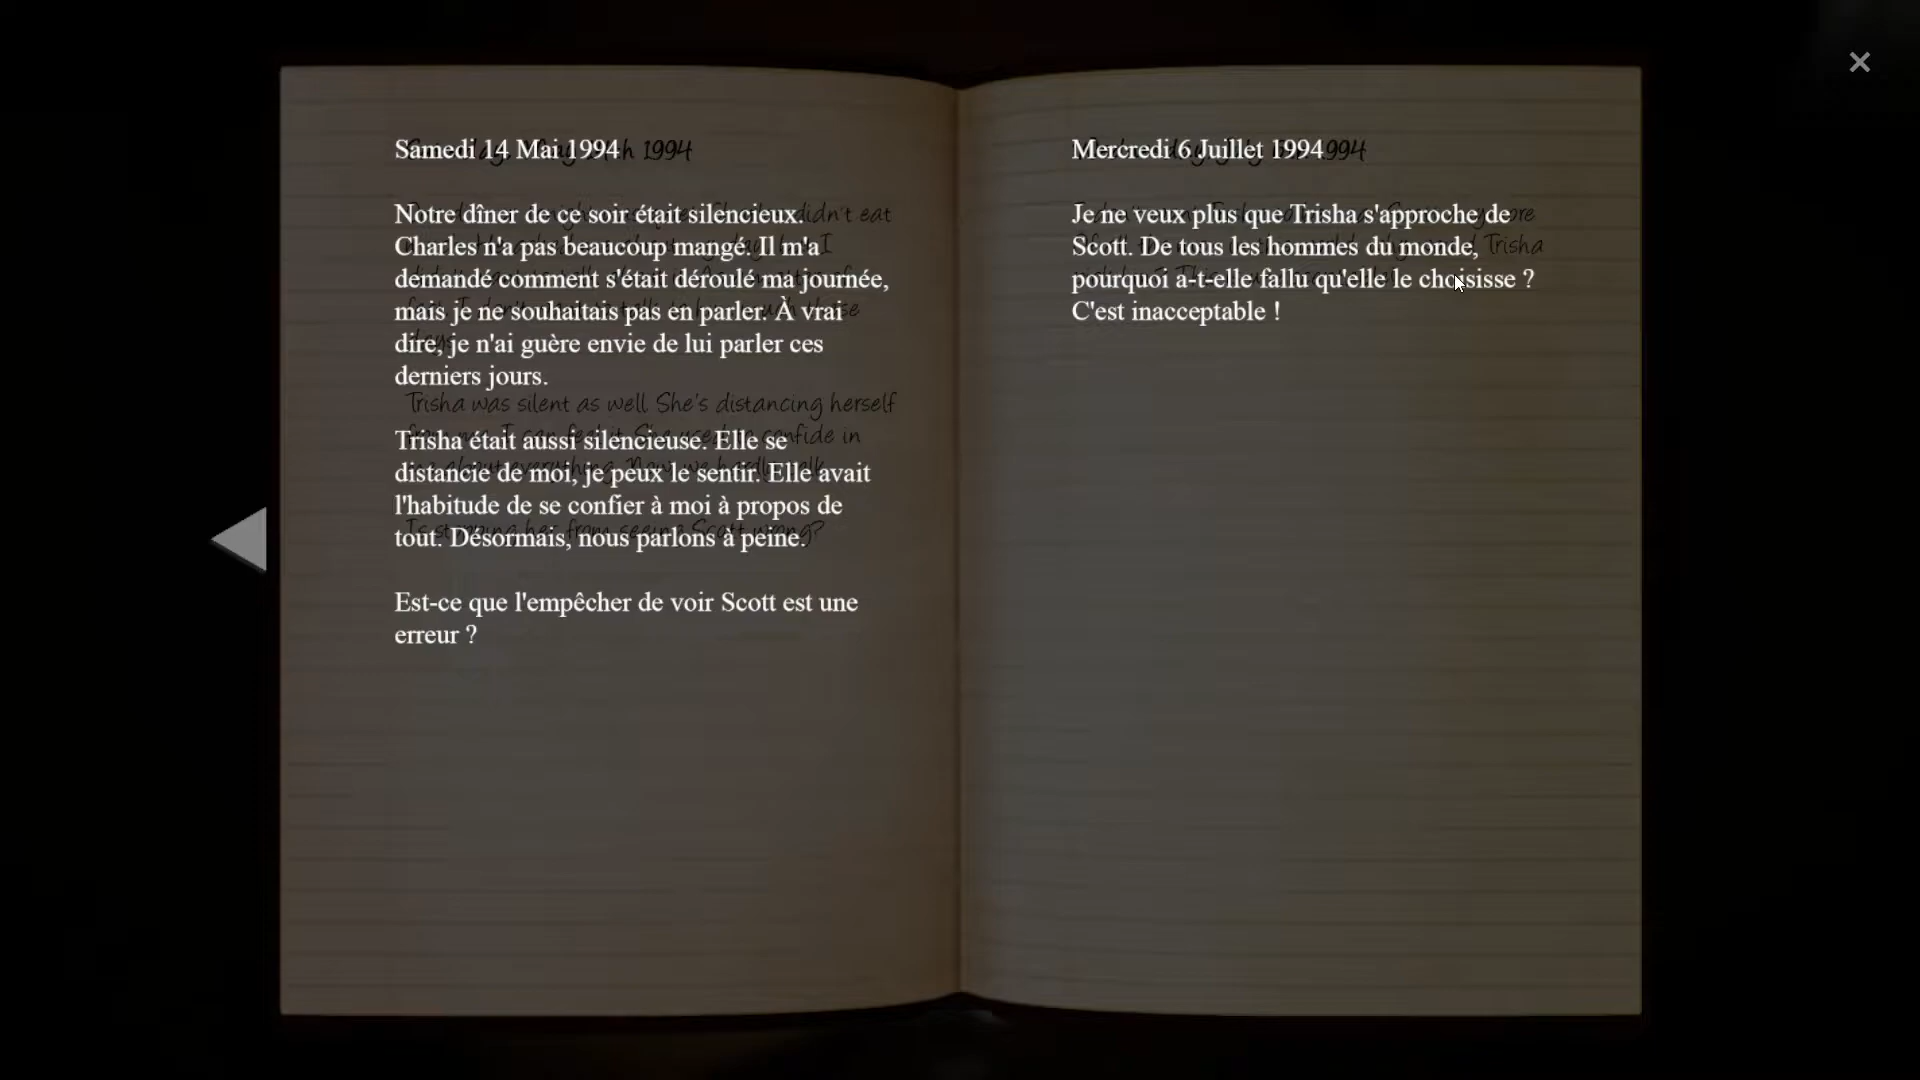 Samedi 14 Mai 1994
Notre dîner de ce soir était silencieux.
Charles n'a pas beaucoup mangé. Il m'a
demandé comment s'était déroulé ma journée,
mais je ne souhaitais pas en parler. À vrai
dire, je n'ai guère envie de lui parler ces
derniers jours.
Trisha was silent as well. She's distancing herself
Trisha était aussi silencieuse. Elle se
distancie de moi, je peux le sentir. Elle avait
l'habitude de se confier à moi à propos de
tout. Désormais, nous parlons à peine.
Est-ce que l'empêcher de voir Scott est une
erreur ?
Mercredi 6 Juillet 1994
Je ne veux plus que Trisha s'approche de
Scott. De tous les hommes du monde,
pourquoi a-t-elle fallu qu'elle le choisisse ?
C'est inacceptable !